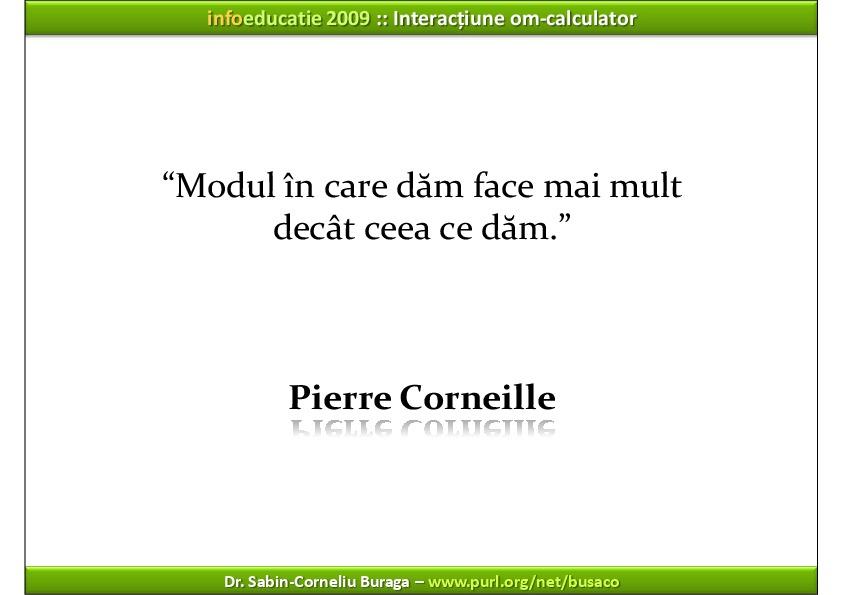 infoeducatie 2009 :: Interacțiune om-calculator
“Modul în care dăm face mai mult
decât ceea ce dăm.”
Pierre Corneille
Dr. Sabin-Corneliu Buraga – www.purl.org/net/busaco